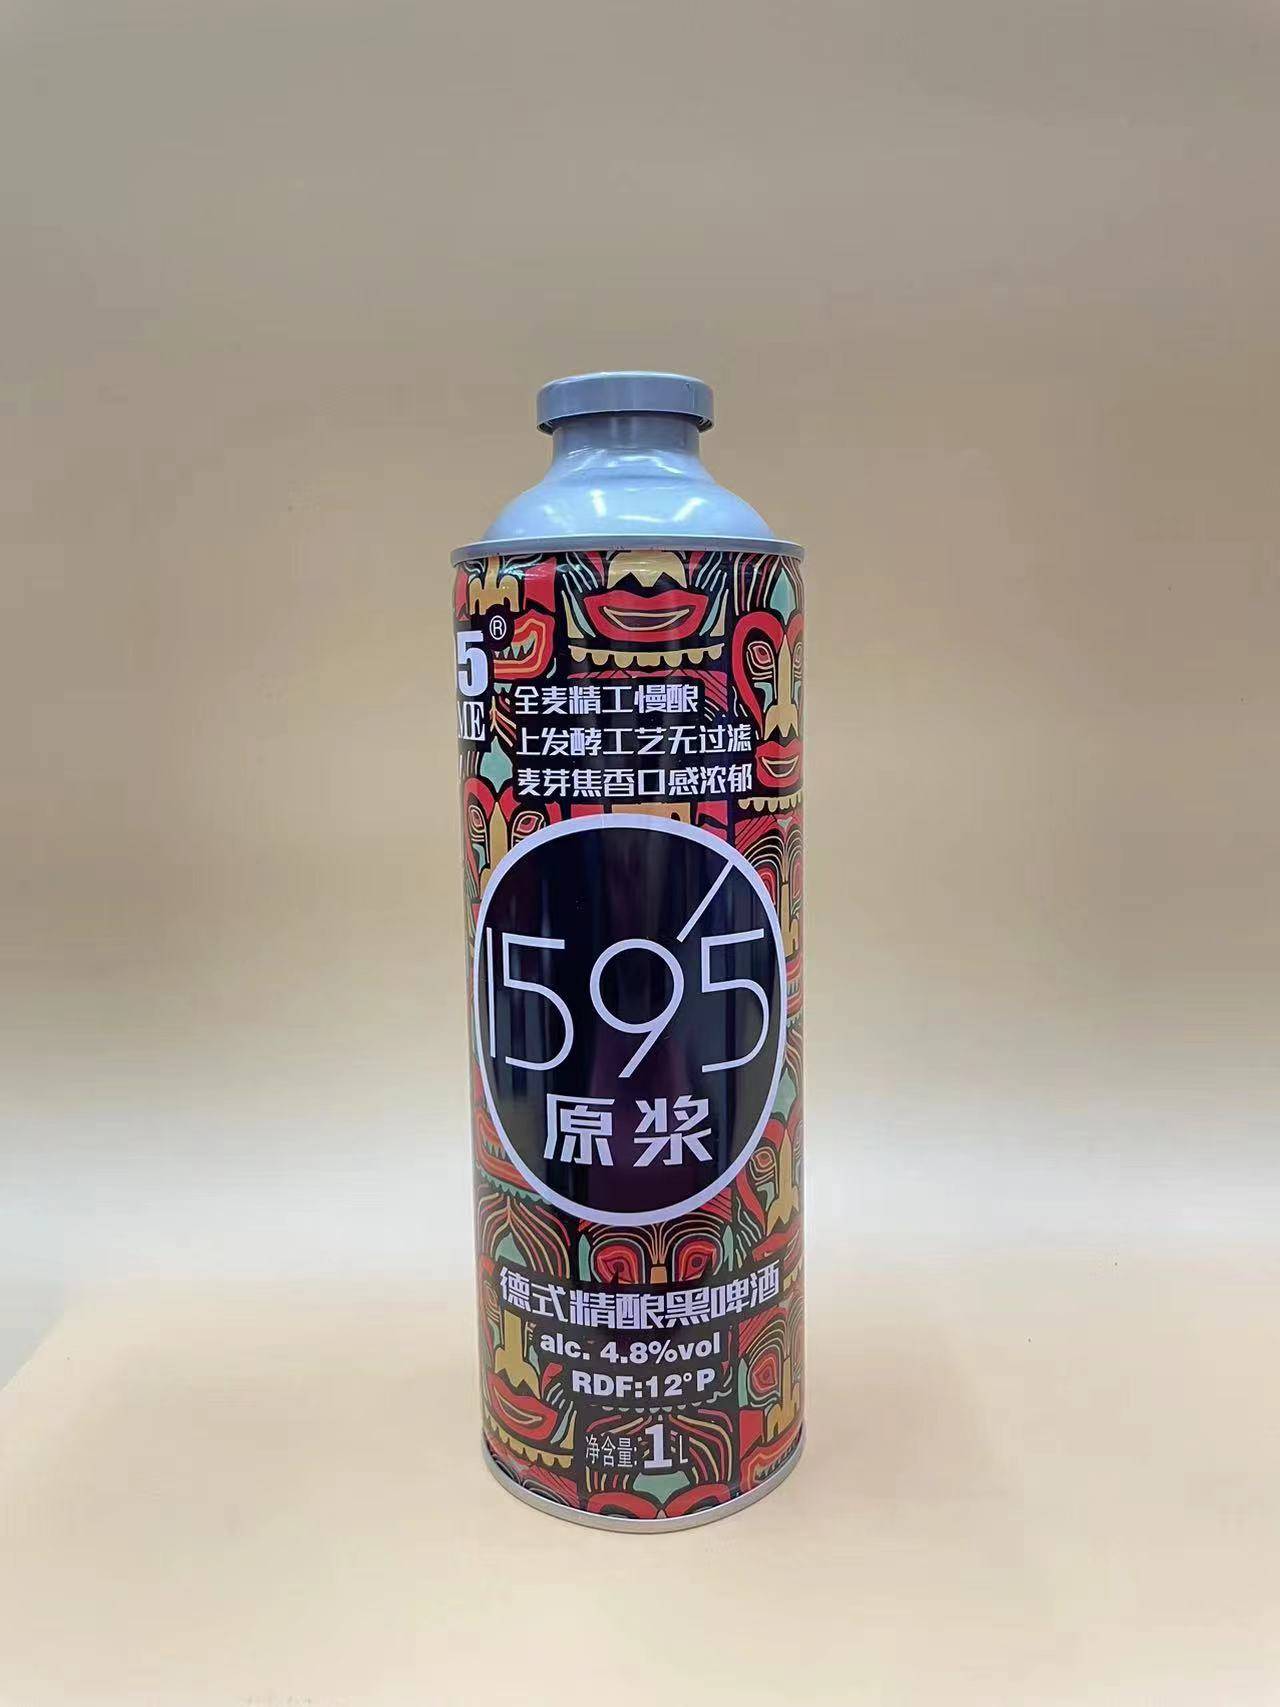 5®
ME
全麦精工慢酿
上发酵工艺无过滤
麦芽焦香口感浓郁
1595
原浆
德式精酿黑啤酒
alc. 4.8%vol
RDF:12°P
净含量:1L